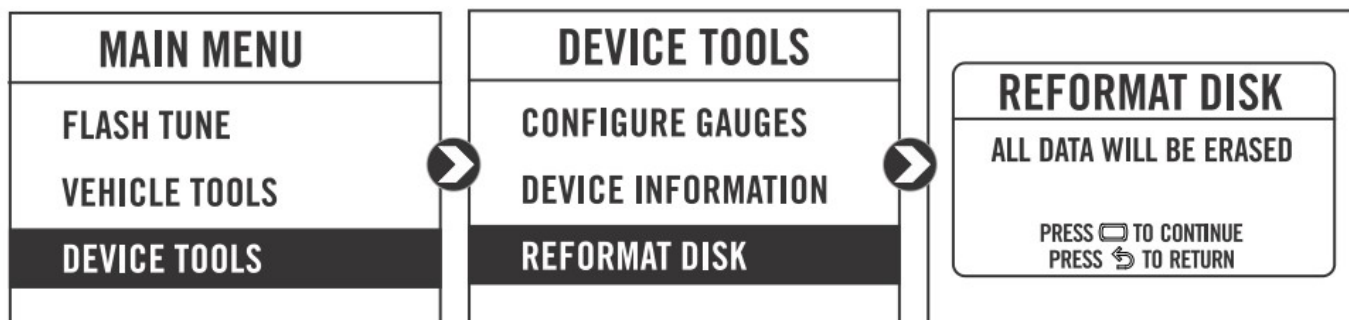 MAIN MENU
FLASH TUNE
VEHICLE TOOLS
DEVICE TOOLS
DEVICE TOOLS
CONFIGURE GAUGES
DEVICE INFORMATION
REFORMAT DISK
REFORMAT DISK
ALL DATA WILL BE ERASED
PRESS TO CONTINUE
PRESS TO RETURN